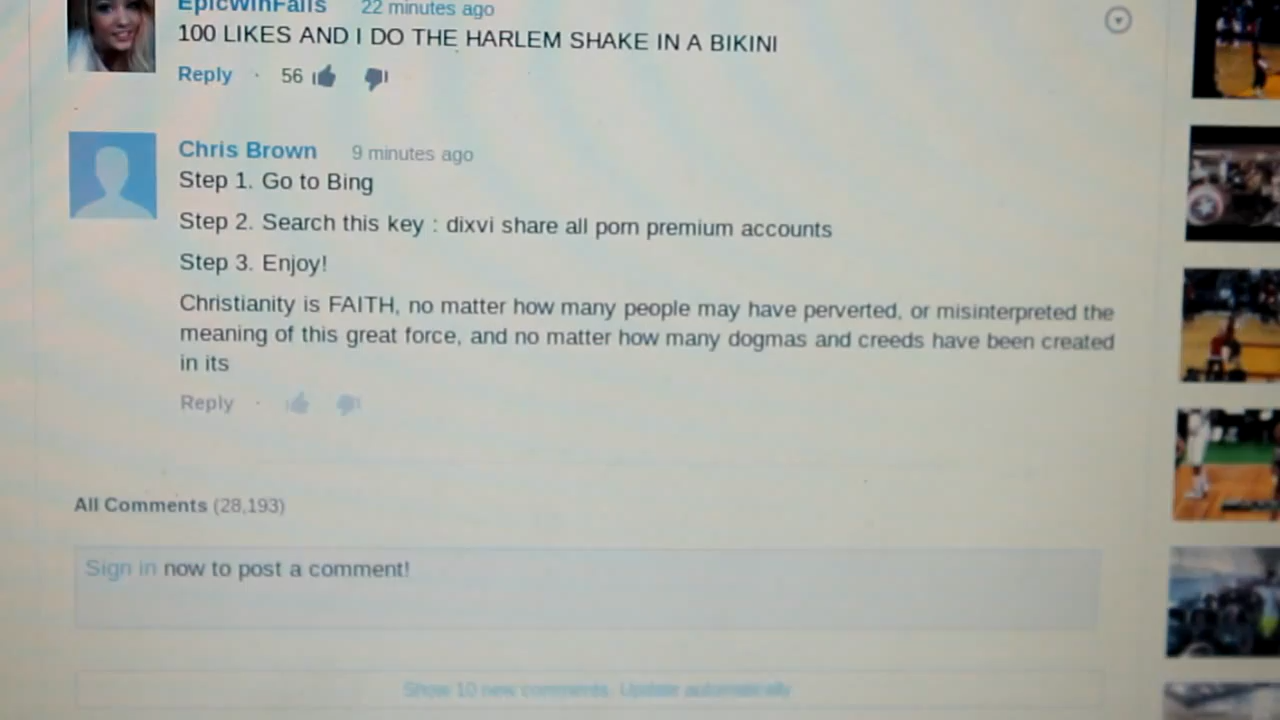 EpicWinFails 22 minutes ago
100 LIKES AND I DO THE HARLEM SHAKE IN A BIKINI
Reply · 56
Chris Brown 9 minutes ago
Step 1. Go to Bing
Step 2. Search this key : dixvi share all porn premium accounts
Step 3. Enjoy!
Christianity is FAITH, no matter how many people may have perverted, or misinterpreted the
meaning of this great force, and no matter how many dogmas and creeds have been created
in its
Reply ·
All Comments (28,193)
Sign in now to post a comment!
Show 10 new comments. Update automatically